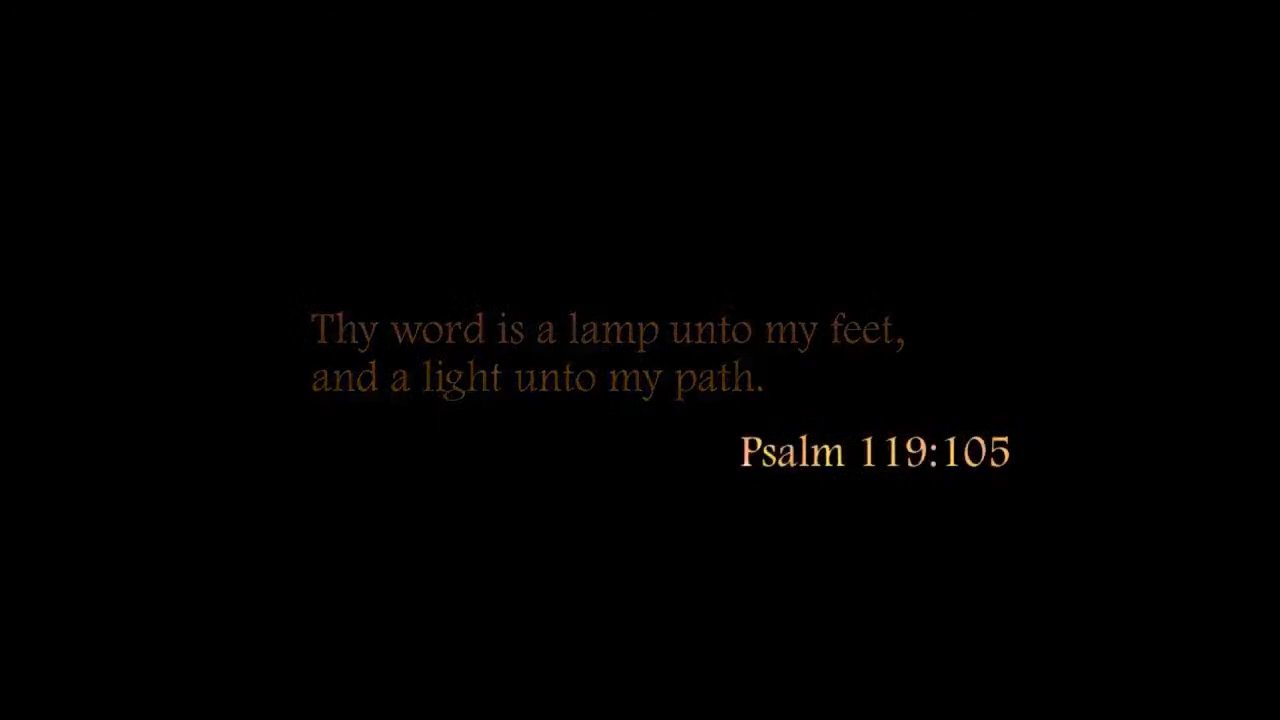 Thy word is a lamp unto my feet,
and a light unto my path.
Psalm 119:105